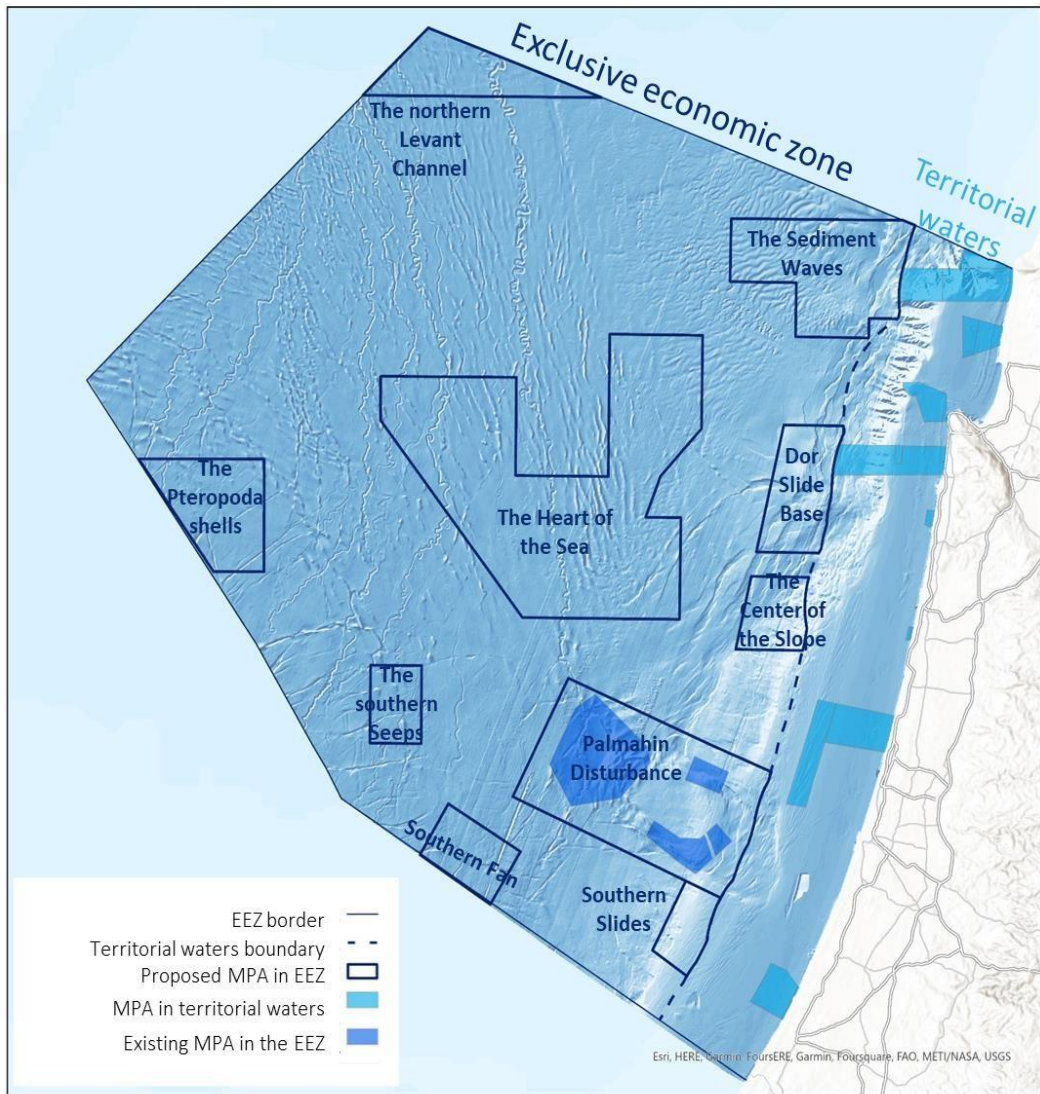 Exclusive economic zone
Territorial
waters
The northern
Levant
Channel
The Sediment
Waves
The
Pteropoda
shells
The Heart of
the Sea
Dor
Slide
Base
The
Center of
the Slope
The
southern
Seeps
Palmahin
Disturbance
Southern Fan
Southern
Slides
EEZ border
Territorial waters boundary
Proposed MPA in EEZ
MPA in territorial waters
Existing MPA in the EEZ
Esri, HERE, Garmin, FoursERE, Garmin, Foursquare, FAO, METI/NASA, USGS